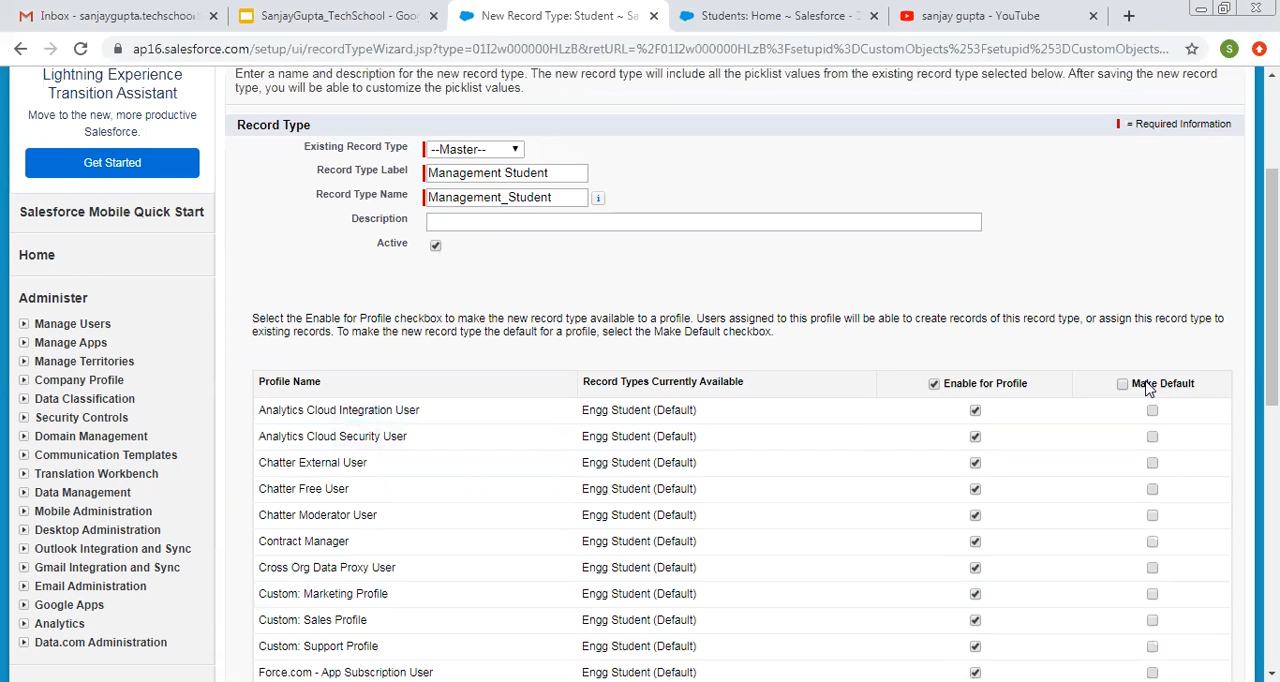 Inbox - sanjaygupta.techschool
SanjayGupta_TechSchool - Goo
New Record Type: Student ~ Sa
Students: Home ~ Salesforce -
sanjay gupta - YouTube
ap16.salesforce.com/setup/ui/recordTypeWizard.jsp?type=01I2w000000HLzB&retURL=%2F01I2w000000HLzB%3Fsetupid%3DCustomObjects%253Fsetupid%253DCustomObjects...
S
Lightning Experience
Transition Assistant
Move to the new, more productive
Salesforce.
Get Started
Salesforce Mobile Quick Start
Home
Administer
Manage Users
Manage Apps
Manage Territories
Company Profile
Data Classification
Security Controls
Domain Management
Communication Templates
Translation Workbench
Data Management
Mobile Administration
Desktop Administration
Outlook Integration and Sync
Gmail Integration and Sync
Email Administration
Google Apps
Analytics
Data.com Administration
Enter a name and description for the new record type. The new record type will include all the picklist values from the existing record type selected below. After saving the new record
type, you will be able to customize the picklist values.
Record Type
= Required Information
Existing Record Type --Master--
Record Type Label Management Student
Record Type Name Management_Student i
Description
Active
Select the Enable for Profile checkbox to make the new record type available to a profile. Users assigned to this profile will be able to create records of this record type, or assign this record type to
existing records. To make the new record type the default for a profile, select the Make Default checkbox.
Profile Name Record Types Currently Available Enable for Profile Make Default
Analytics Cloud Integration User Engg Student (Default)
Analytics Cloud Security User Engg Student (Default)
Chatter External User Engg Student (Default)
Chatter Free User Engg Student (Default)
Chatter Moderator User Engg Student (Default)
Contract Manager Engg Student (Default)
Cross Org Data Proxy User Engg Student (Default)
Custom: Marketing Profile Engg Student (Default)
Custom: Sales Profile Engg Student (Default)
Custom: Support Profile Engg Student (Default)
Force.com - App Subscription User Engg Student (Default)